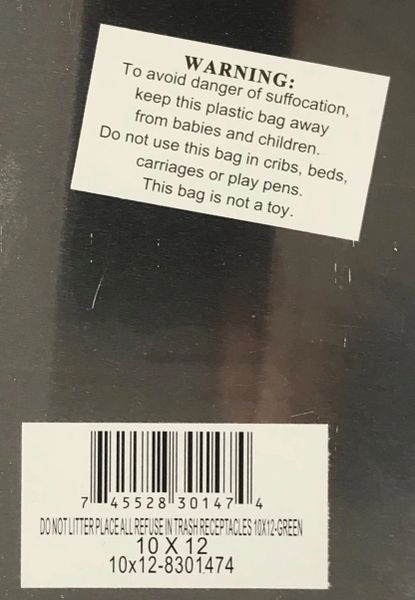 WARNING:
To avoid danger of suffocation,
keep this plastic bag away
from babies and children.
Do not use this bag in cribs, beds,
carriages or play pens.
This bag is not a toy.
7 45528 30147 4
DO NOT LITTER PLACE ALL REFUSE IN TRASH RECEPTACLES 10X12-GREEN
10 X 12
10x12-8301474